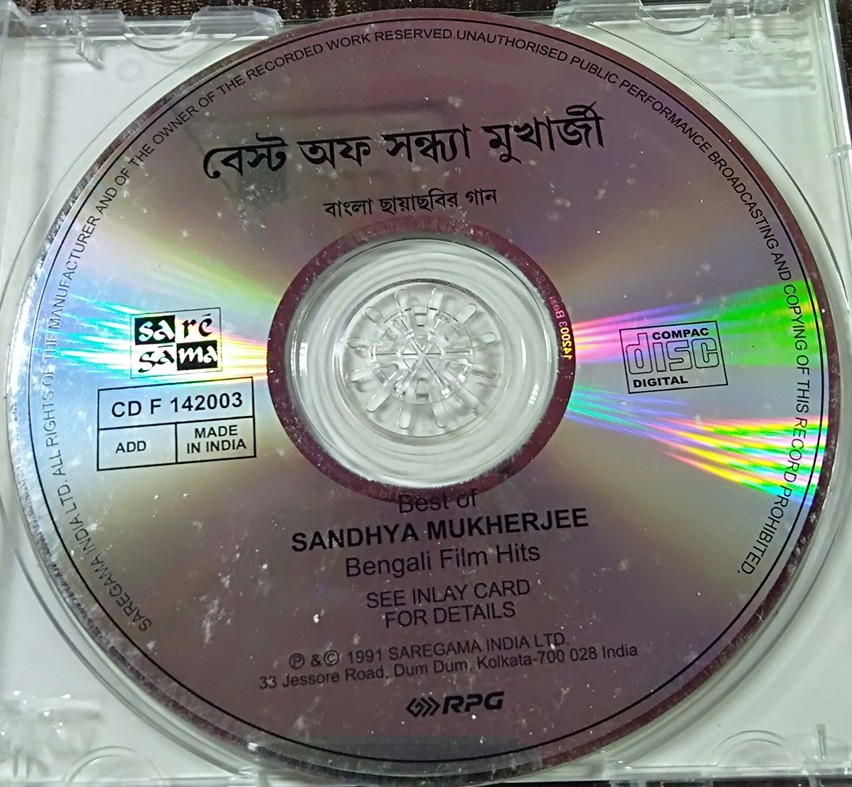 SAREGAMA INDIA LTD. ALL RIGHTS OF THE MANUFACTURER AND OF THE OWNER OF THE RECORDED WORK RESERVED.UNAUTHORISED PUBLIC PERFORMANCE BROADCASTING AND COPYING OF THIS RECORD PROHIBITED.
বেস্ট অফ সন্ধ্যা মুখার্জী
বাংলা ছায়াছবির গান
sa re
gama
COMPAC
disc
DIGITAL
CD F 142003
ADD
MADE
IN INDIA
Best of
SANDHYA MUKHERJEE
Bengali Film Hits
SEE INLAY CARD
FOR DETAILS
℗ & © 1991 SAREGAMA INDIA LTD.
33 Jessore Road, Dum Dum, Kolkata-700 028 India
RPG